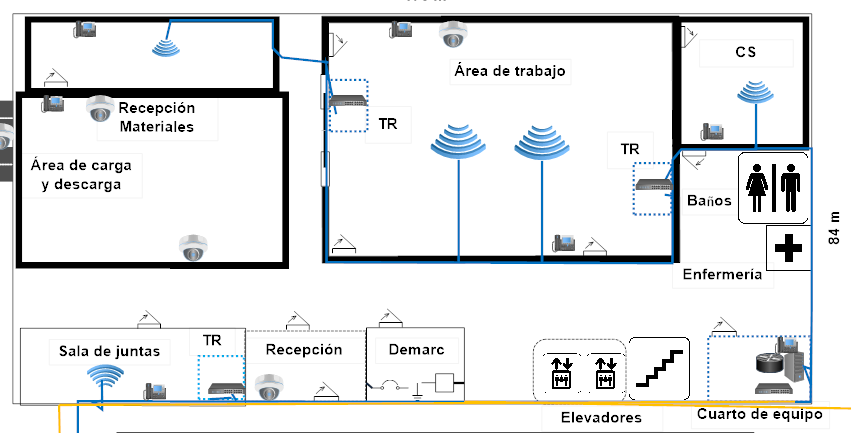 CS
Área de trabajo
Recepción
Materiales
TR
TR
Área de carga
y descarga
Baños
84 m
Enfermería
TR
Sala de juntas
Recepción
Demarc
Elevadores
Cuarto de equipo